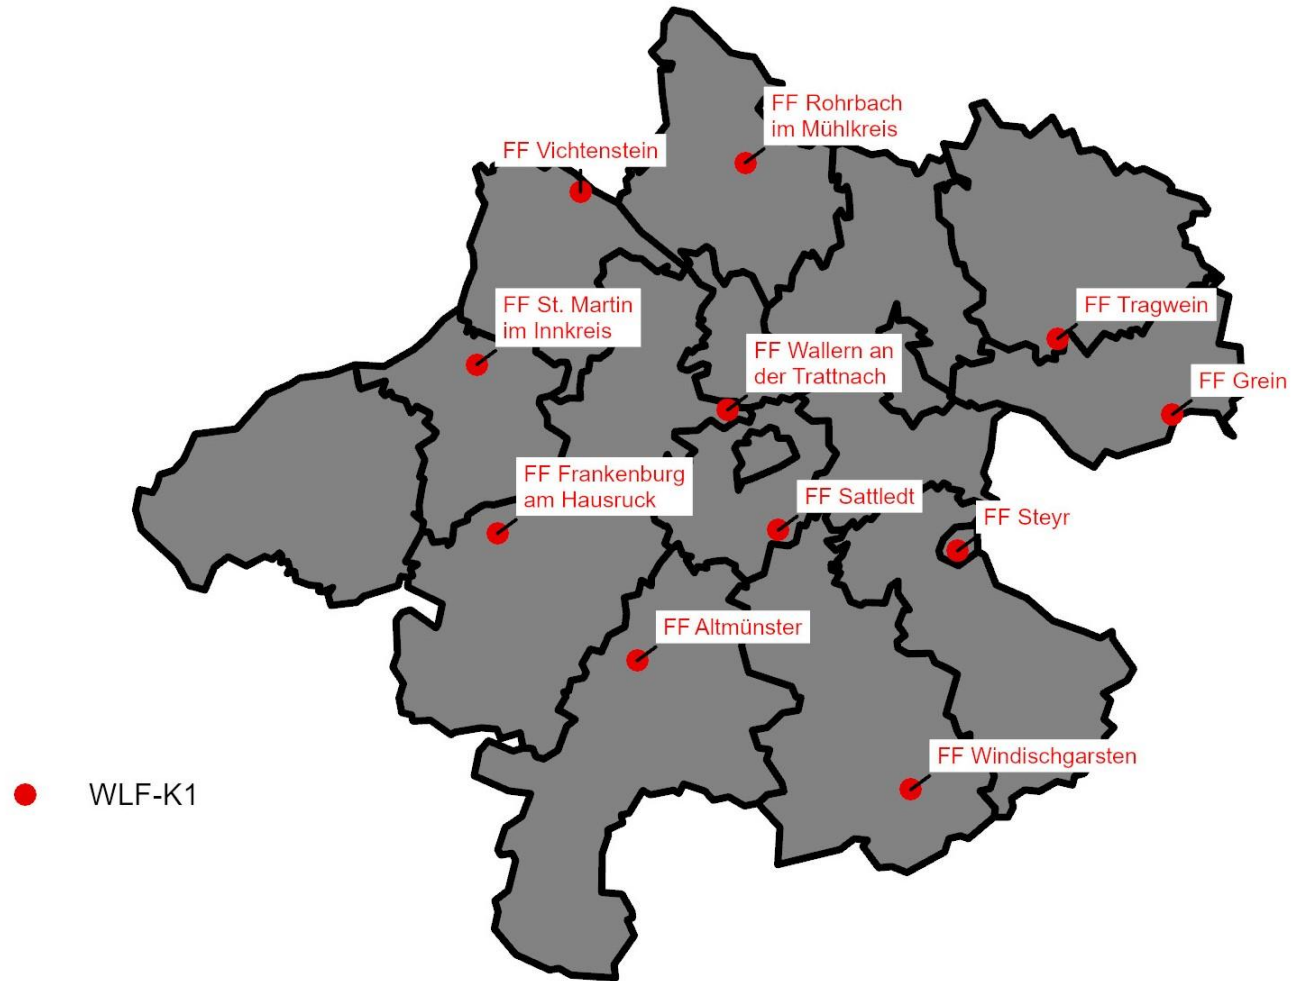 FF Rohrbach
im Mühlkreis
FF Vichtenstein
FF St. Martin
im Innkreis
FF Tragwein
FF Wallern an
der Trattnach
FF Grein
FF Frankenburg
am Hausruck
FF Sattledt
FF Steyr
FF Altmünster
FF Windischgarsten
WLF-K1